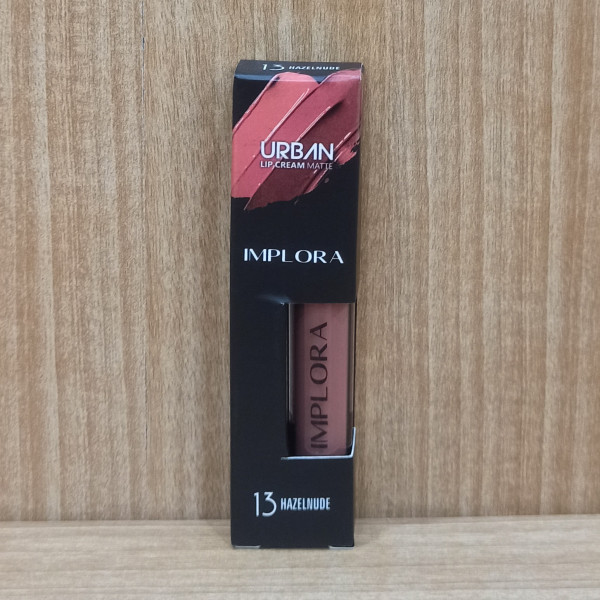 13 HAZELNUDE
URBAN
LIP CREAM MATTE
IMPLORA
IMPLORA
13 HAZELNUDE